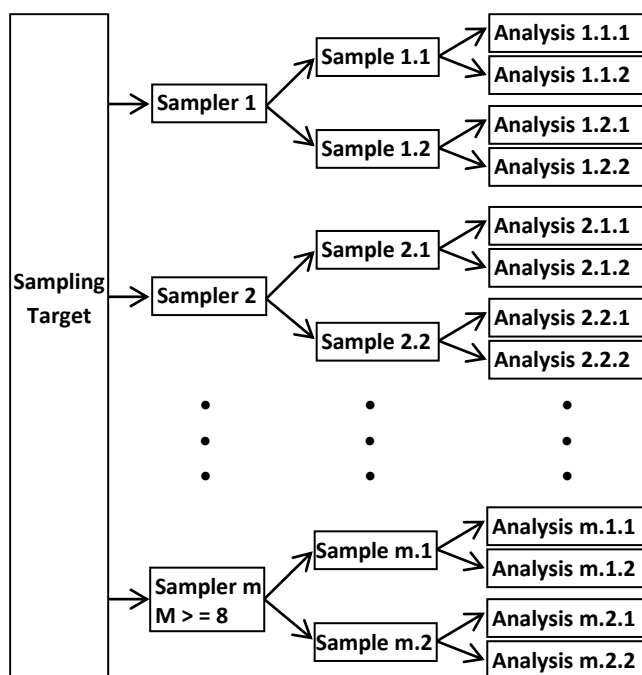 Sampling
Target
Sampler 1
Sample 1.1
Analysis 1.1.1
Analysis 1.1.2
Sample 1.2
Analysis 1.2.1
Analysis 1.2.2
Sampler 2
Sample 2.1
Analysis 2.1.1
Analysis 2.1.2
Sample 2.2
Analysis 2.2.1
Analysis 2.2.2
Sampler m
M > = 8
Sample m.1
Analysis m.1.1
Analysis m.1.2
Sample m.2
Analysis m.2.1
Analysis m.2.2